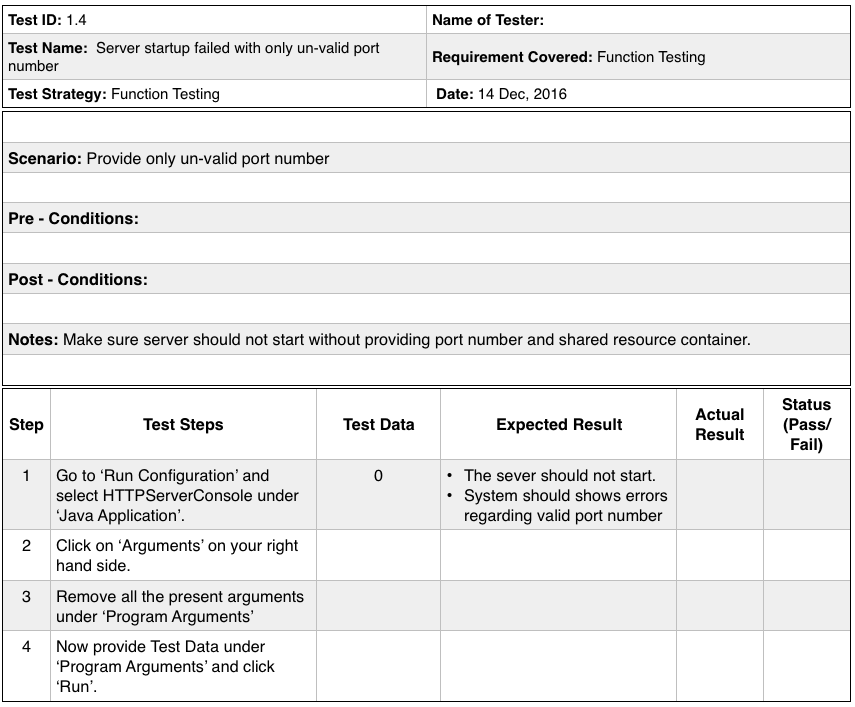 Test ID: 1.4
Name of Tester:
Test Name:  Server startup failed with only un-valid port
number
Requirement Covered: Function Testing
Test Strategy: Function Testing
Date: 14 Dec, 2016
Scenario: Provide only un-valid port number
Pre - Conditions:
Post - Conditions:
Notes: Make sure server should not start without providing port number and shared resource container.
Step
Test Steps
Test Data
Expected Result
Actual
Result
Status
(Pass/
Fail)
1
Go to ‘Run Configuration’ and
select HTTPServerConsole under
‘Java Application’.
0
• The sever should not start.
• System should shows errors
regarding valid port number
2
Click on ‘Arguments’ on your right
hand side.
3
Remove all the present arguments
under ‘Program Arguments’
4
Now provide Test Data under
‘Program Arguments’ and click
‘Run’.